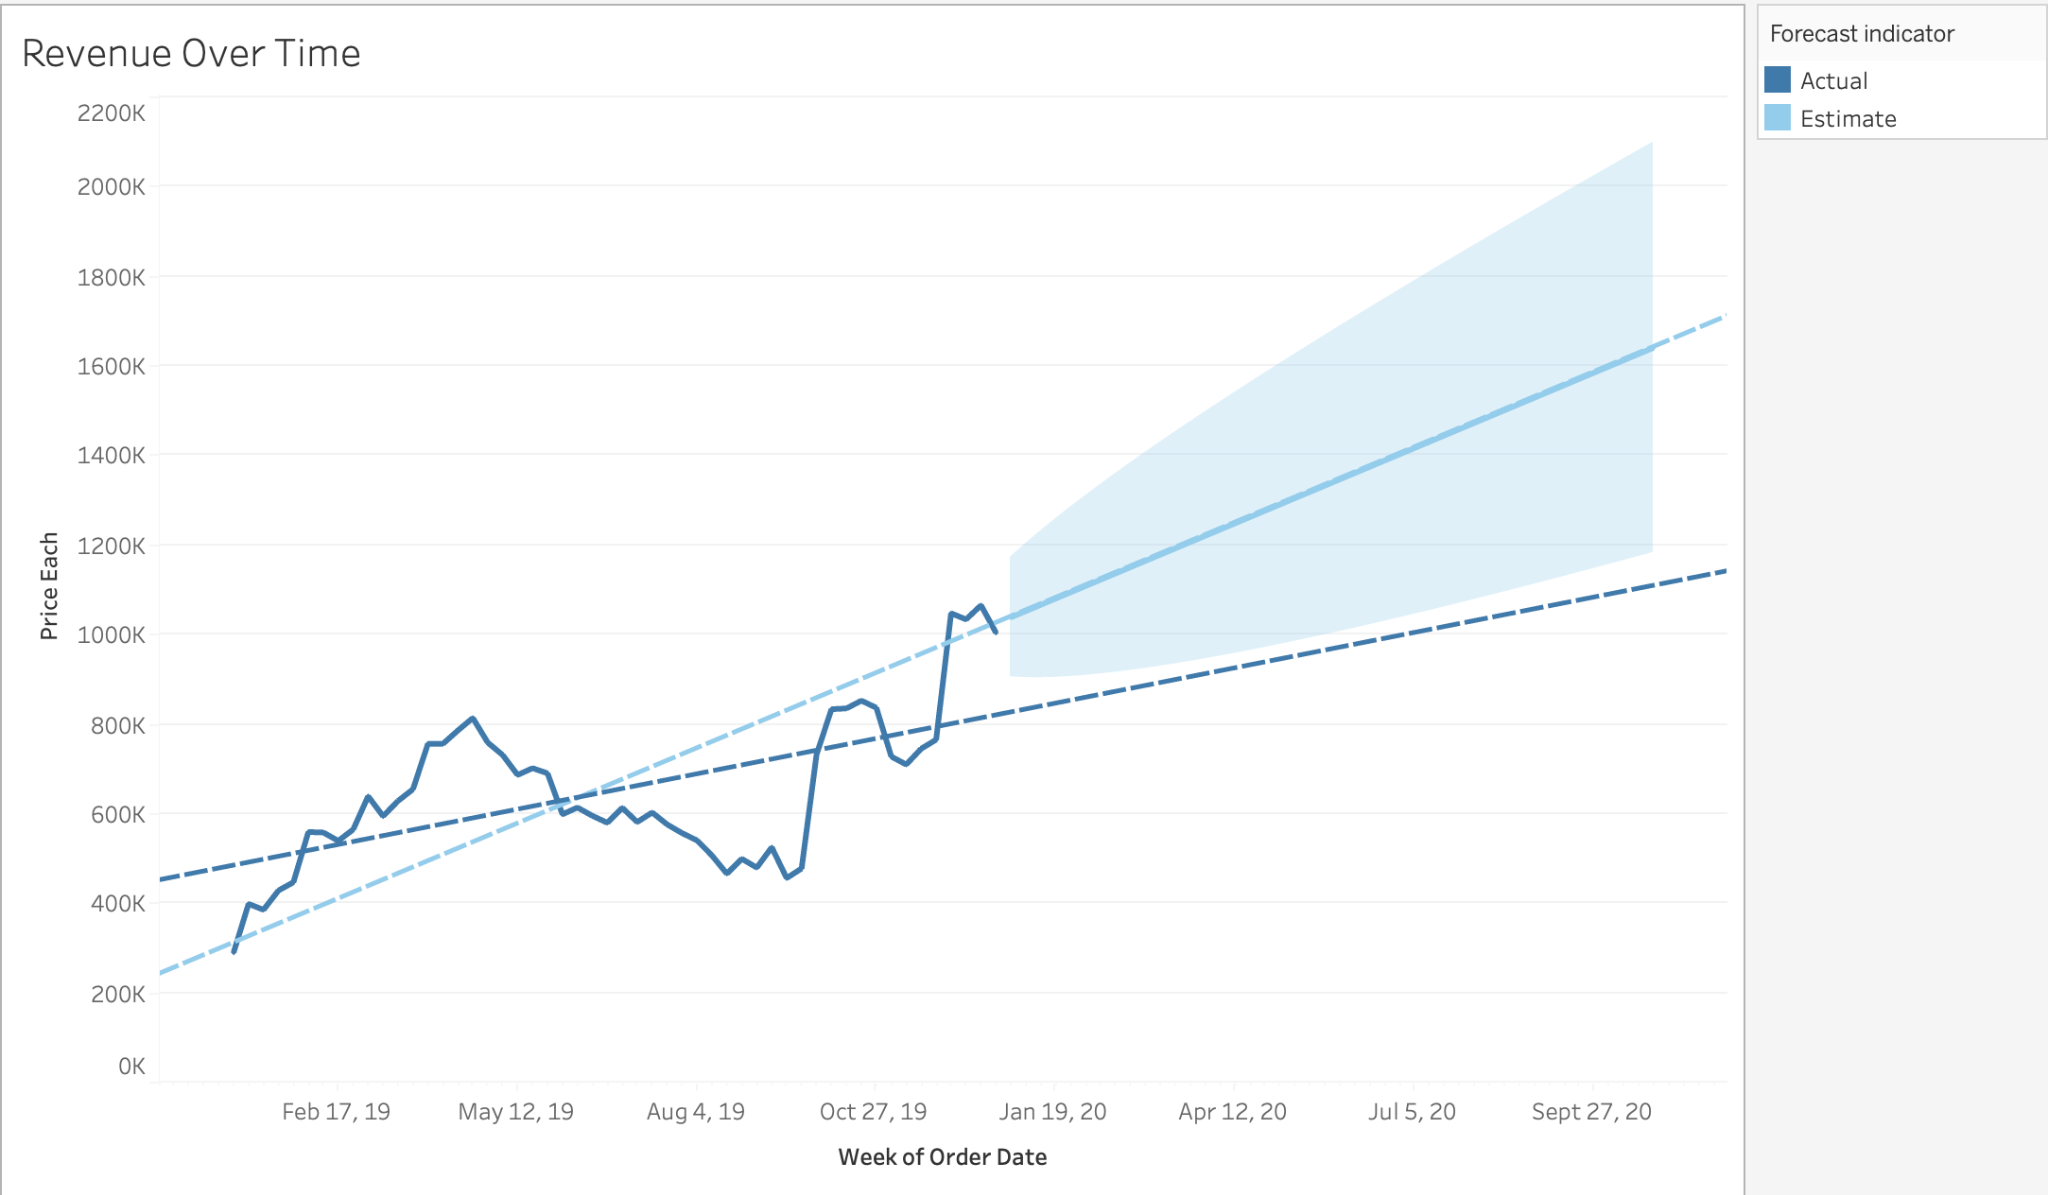 Revenue Over Time
Forecast indicator
Actual
Estimate
2200K
2000K
1800K
1600K
1400K
1200K
1000K
800K
600K
400K
200K
0K
Price Each
Feb 17, 19
May 12, 19
Aug 4, 19
Oct 27, 19
Jan 19, 20
Apr 12, 20
Jul 5, 20
Sept 27, 20
Week of Order Date